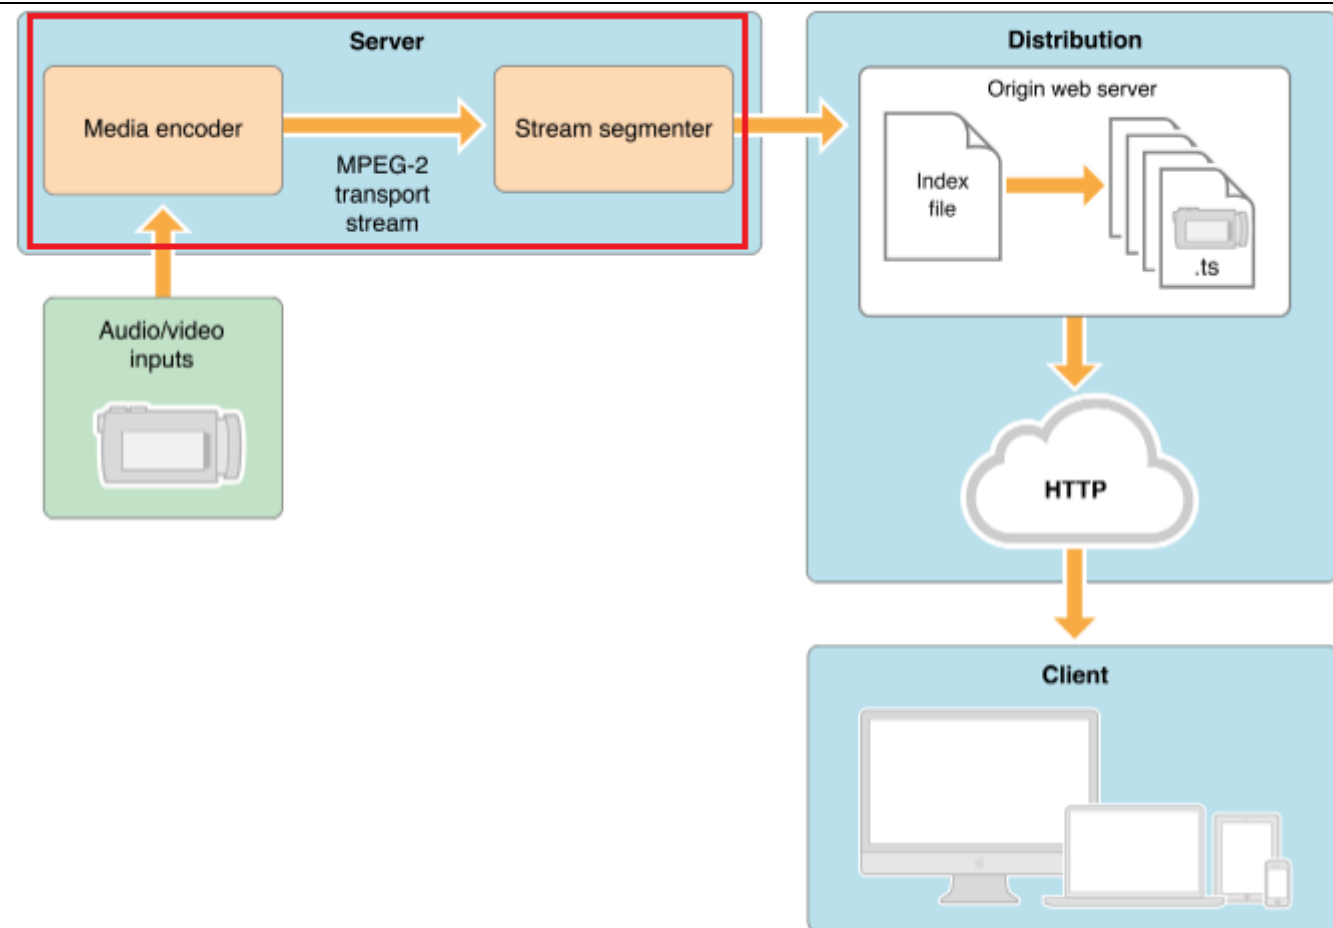 Server
Media encoder
MPEG-2
transport
stream
Stream segmenter
Audio/video
inputs
Distribution
Origin web server
Index
file
.ts
HTTP
Client